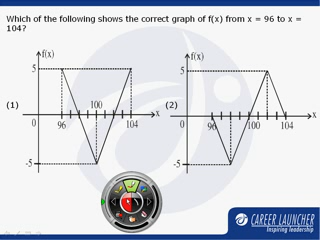 Which of the following shows the correct graph of f(x) from x = 96 to x =
104?
f(x)
5
(1)
100
x
0
96
104
-5
f(x)
5
(2)
x
0
96
100
104
-5
CAREER LAUNCHER
Inspiring leadership